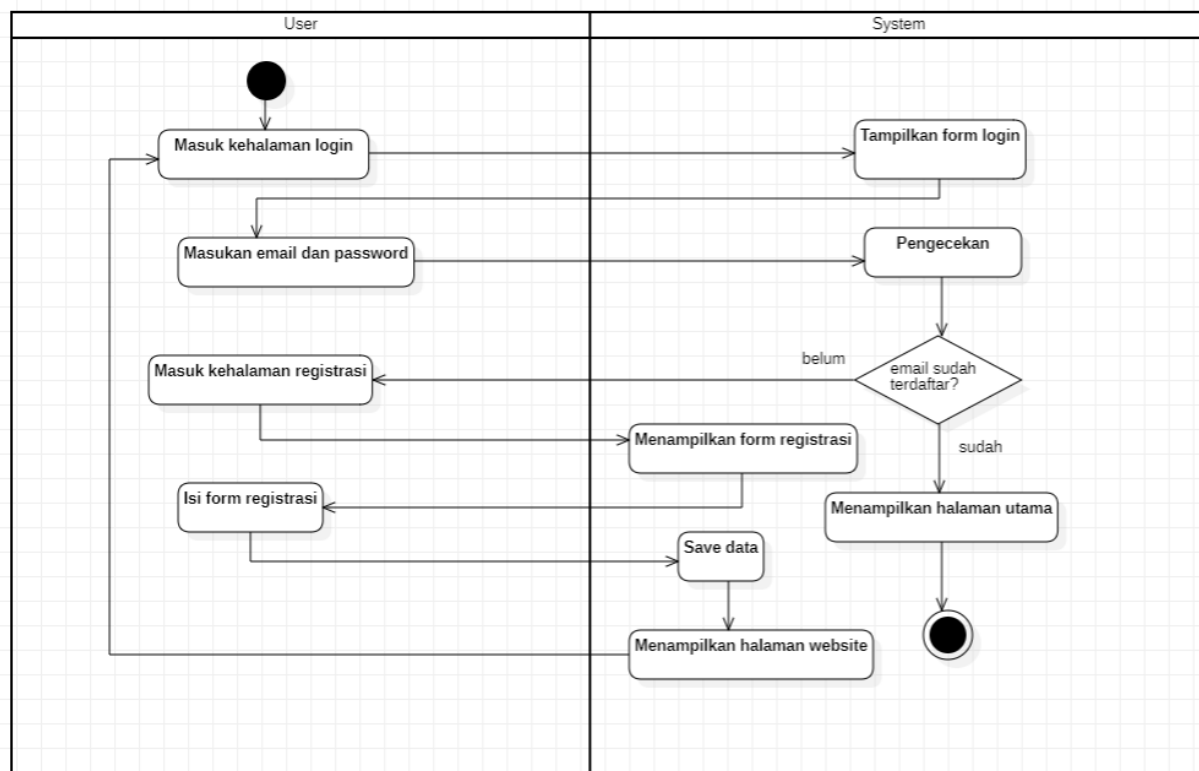 User
System
Masuk kehalaman login
Tampilkan form login
Masukan email dan password
Pengecekan
belum
email sudah
terdaftar?
Masuk kehalaman registrasi
Menampilkan form registrasi
sudah
Isi form registrasi
Menampilkan halaman utama
Save data
Menampilkan halaman website